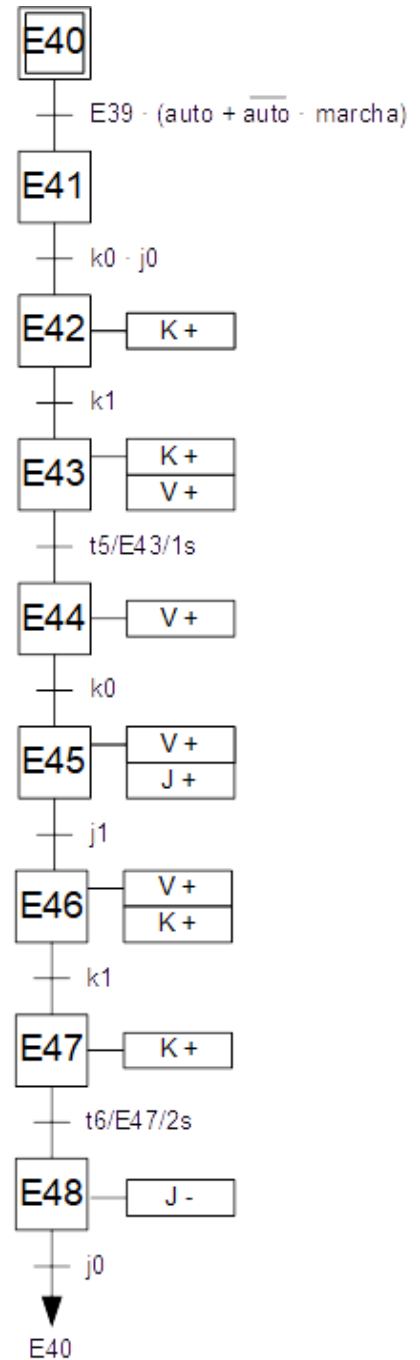 E40
E39 · (auto + a̅u̅t̅o̅ · marcha)
E41
k0 · j0
E42
K +
k1
E43
K +
V +
t5/E43/1s
E44
V +
k0
E45
V +
J +
j1
E46
V +
K +
k1
E47
K +
t6/E47/2s
E48
J -
j0
E40